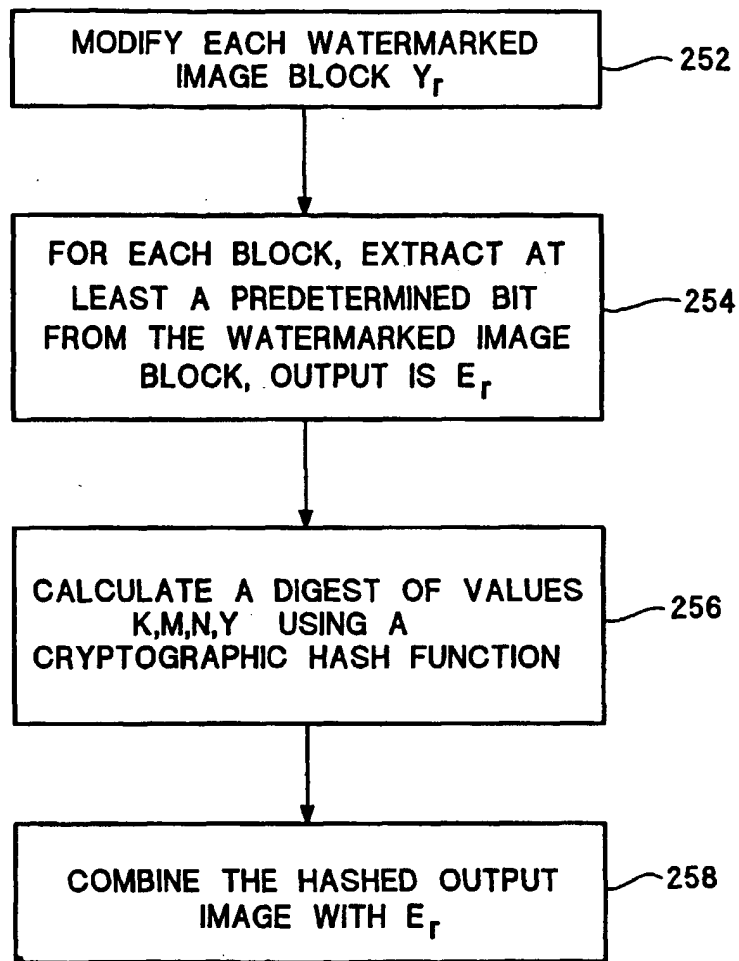 MODIFY EACH WATERMARKED
IMAGE BLOCK Yr
252
FOR EACH BLOCK, EXTRACT AT
LEAST A PREDETERMINED BIT
FROM THE WATERMARKED IMAGE
BLOCK, OUTPUT IS Er
254
CALCULATE A DIGEST OF VALUES
K,M,N,Y USING A
CRYPTOGRAPHIC HASH FUNCTION
256
COMBINE THE HASHED OUTPUT
IMAGE WITH Er
258